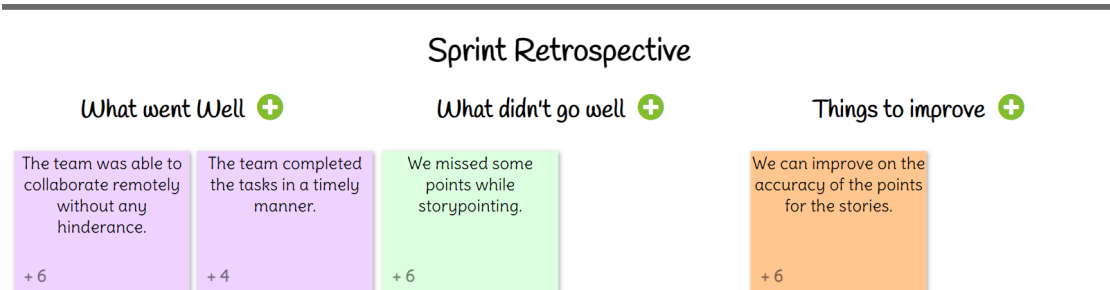 Sprint Retrospective
What went Well
What didn't go well
Things to improve
The team was able to
collaborate remotely
without any
hinderance.
+ 6
The team completed
the tasks in a timely
manner.
+ 4
We missed some
points while
storypointing.
+ 6
We can improve on the
accuracy of the points
for the stories.
+ 6